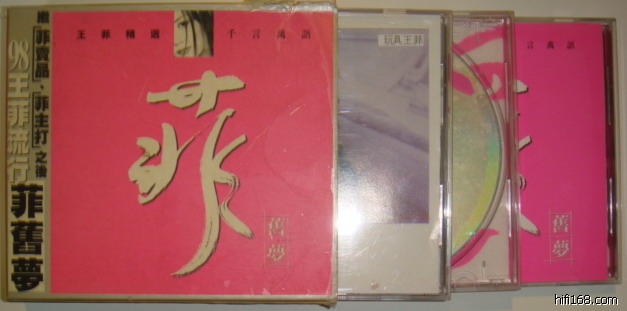 繼菲賣品、菲主打之後
98王菲流行
菲舊夢
王菲精選
千言萬語
菲
舊夢
玩具王菲
言萬語
舊夢
hifi168.com